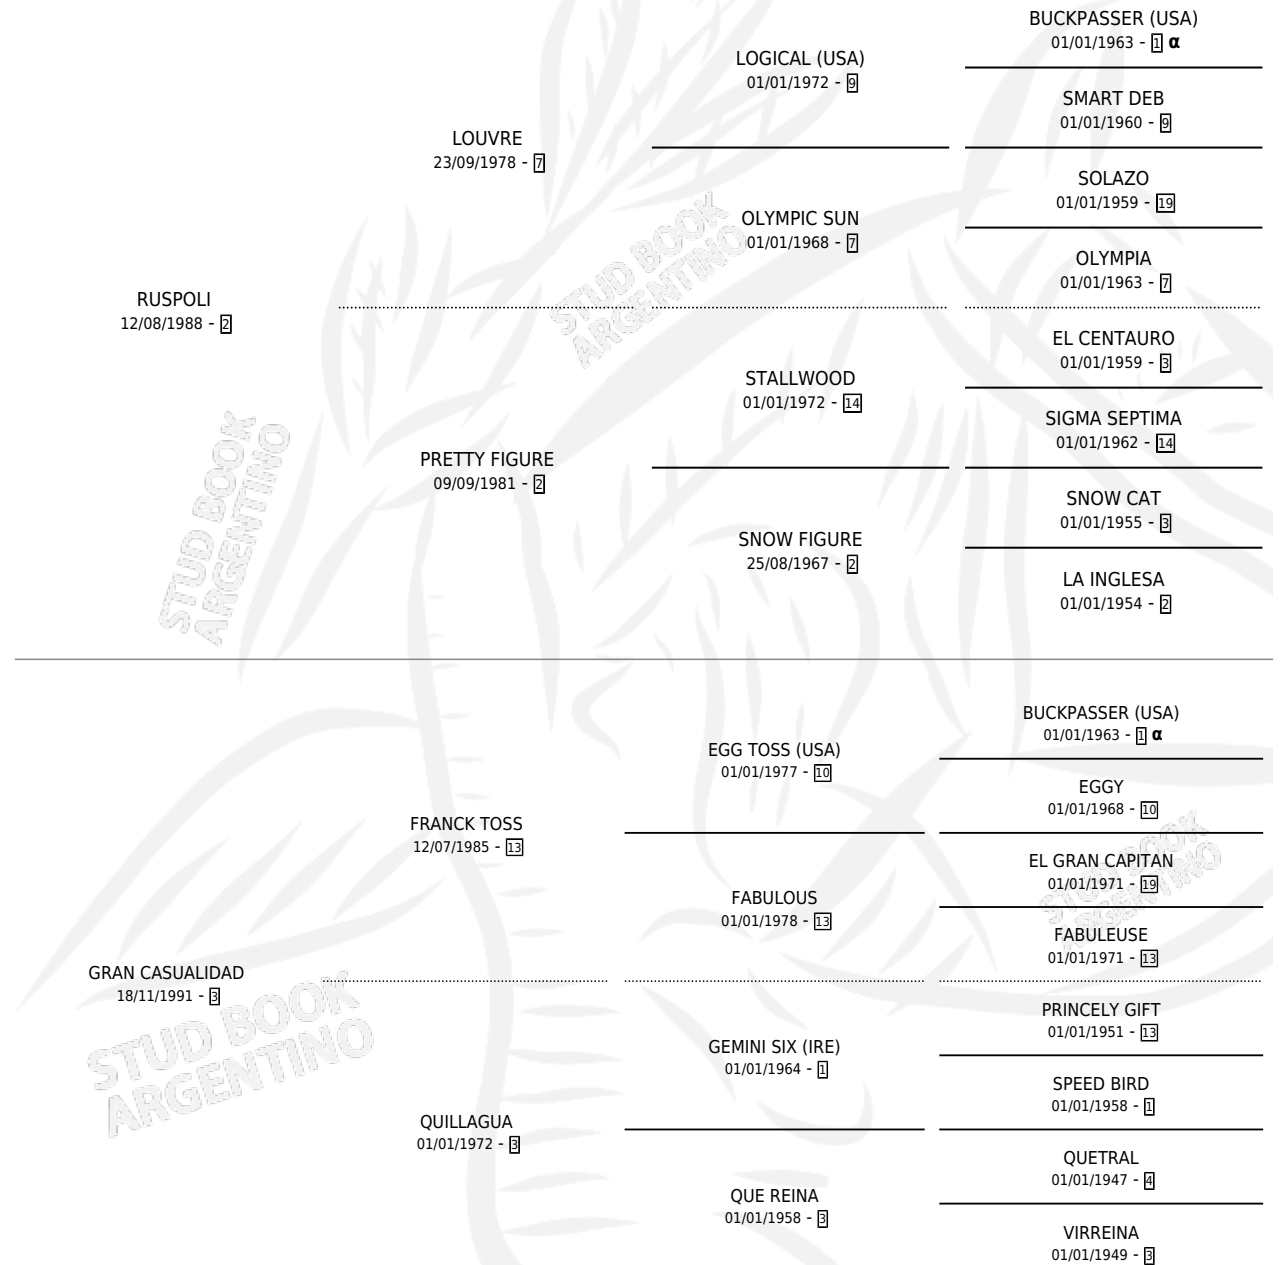 BUCKPASSER (USA)
01/01/1963 - 1 α
LOGICAL (USA)
01/01/1972 - 9
SMART DEB
01/01/1960 - 9
LOUVRE
23/09/1978 - 7
SOLAZO
01/01/1959 - 19
OLYMPIC SUN
01/01/1968 - 7
OLYMPIA
01/01/1963 - 7
RUSPOLI
12/08/1988 - 2
EL CENTAURO
01/01/1959 - 3
STALLWOOD
01/01/1972 - 14
SIGMA SEPTIMA
01/01/1962 - 14
PRETTY FIGURE
09/09/1981 - 2
SNOW CAT
01/01/1955 - 3
SNOW FIGURE
25/08/1967 - 2
LA INGLESA
01/01/1954 - 2
STUD BOOK
ARGENTINO
STUD BOOK
ARGENTINO
BUCKPASSER (USA)
01/01/1963 - 1 α
EGG TOSS (USA)
01/01/1977 - 10
EGGY
01/01/1968 - 10
FRANCK TOSS
12/07/1985 - 13
EL GRAN CAPITAN
01/01/1971 - 19
FABULOUS
01/01/1978 - 13
FABULEUSE
01/01/1971 - 13
GRAN CASUALIDAD
18/11/1991 - 3
PRINCELY GIFT
01/01/1951 - 13
GEMINI SIX (IRE)
01/01/1964 - 1
SPEED BIRD
01/01/1958 - 1
QUILLAGUA
01/01/1972 - 3
QUETRAL
01/01/1947 - 4
QUE REINA
01/01/1958 - 3
VIRREINA
01/01/1949 - 3
STUD BOOK
ARGENTINO
STUD BOOK
ARGENTINO